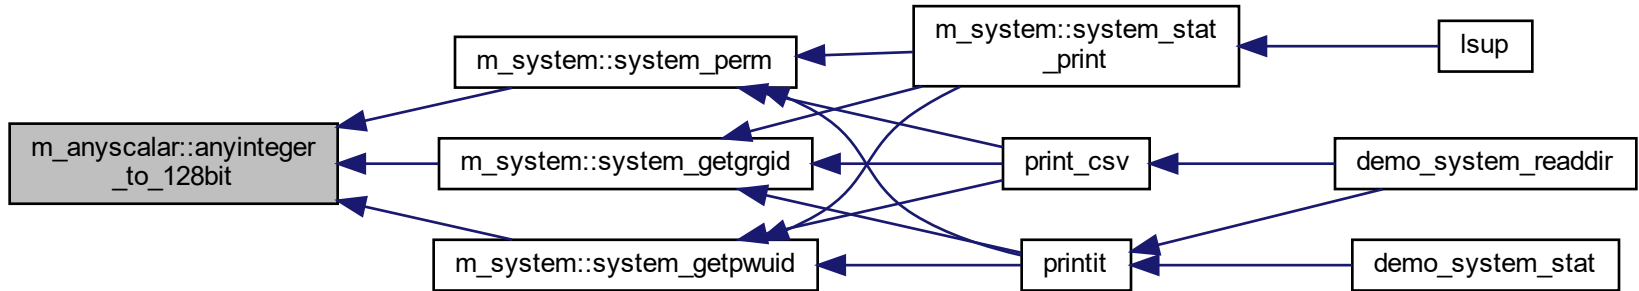 m_anyscalar::anyinteger
_to_128bit
m_system::system_perm
m_system::system_getgrgid
m_system::system_getpwuid
m_system::system_stat
_print
print_csv
printit
lsup
demo_system_readdir
demo_system_stat